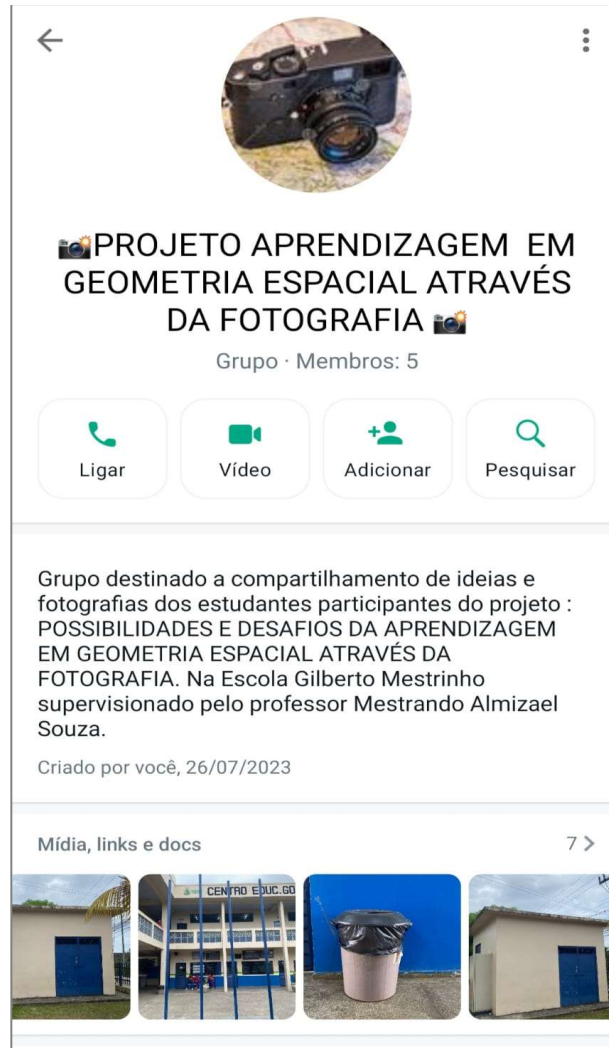 📸PROJETO APRENDIZAGEM EM
GEOMETRIA ESPACIAL ATRAVÉS
DA FOTOGRAFIA 📸
Grupo · Membros: 5
Ligar
Vídeo
Adicionar
Pesquisar
Grupo destinado a compartilhamento de ideias e
fotografias dos estudantes participantes do projeto :
POSSIBILIDADES E DESAFIOS DA APRENDIZAGEM
EM GEOMETRIA ESPACIAL ATRAVÉS DA
FOTOGRAFIA. Na Escola Gilberto Mestrinho
supervisionado pelo professor Mestrando Almizael
Souza.
Criado por você, 26/07/2023
Mídia, links e docs
7
CENTRO EDUC.GO